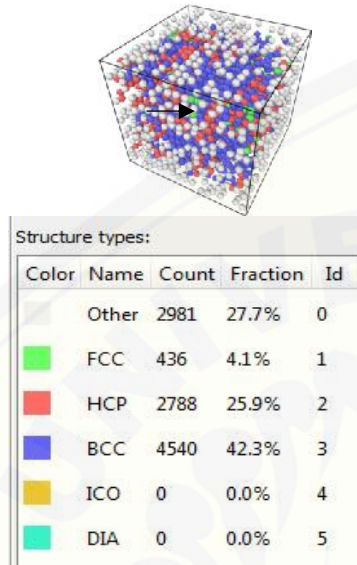 Structure types:
Color Name Count Fraction Id
Other 2981 27.7% 0
FCC 436 4.1% 1
HCP 2788 25.9% 2
BCC 4540 42.3% 3
ICO 0 0.0% 4
DIA 0 0.0% 5